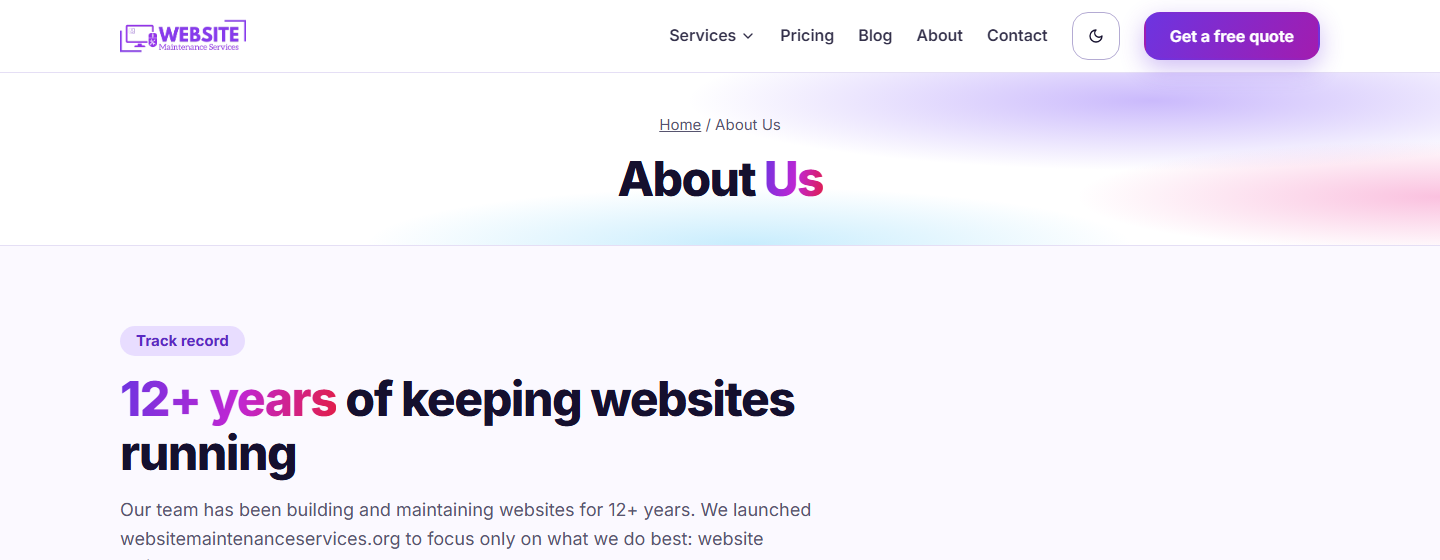 WEBSITE
Maintenance Services
Services
Pricing
Blog
About
Contact
Get a free quote
Home / About Us
About Us
Track record
12+ years of keeping websites
running
Our team has been building and maintaining websites for 12+ years. We launched
websitemaintenanceservices.org to focus only on what we do best: website